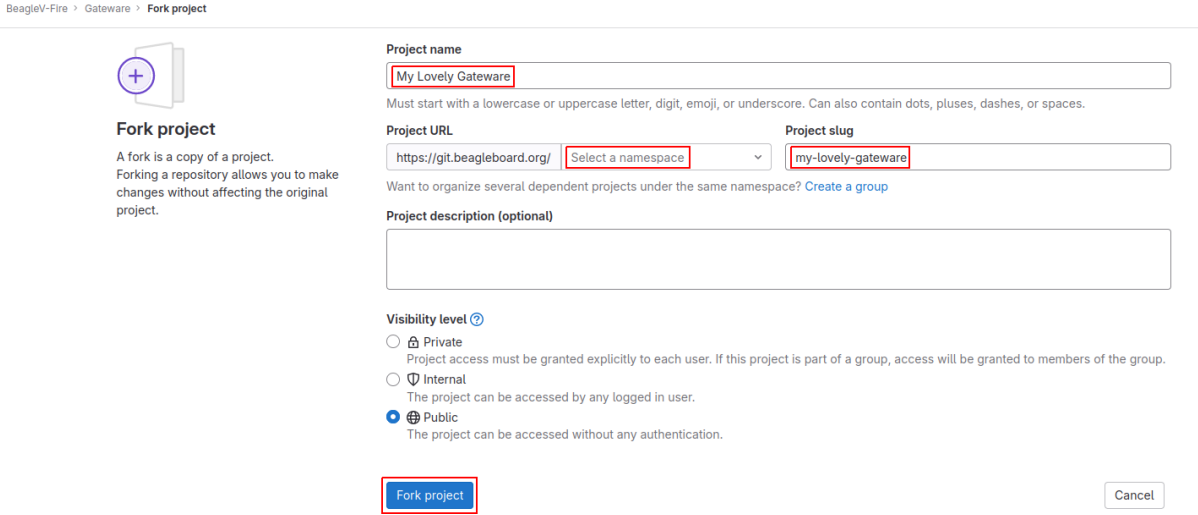 BeagleV-Fire > Gateware > Fork project
Fork project
A fork is a copy of a project.
Forking a repository allows you to make
changes without affecting the original
project.
Project name
My Lovely Gateware
Must start with a lowercase or uppercase letter, digit, emoji, or underscore. Can also contain dots, pluses, dashes, or spaces.
Project URL
https://git.beagleboard.org/
Select a namespace
Project slug
my-lovely-gateware
Want to organize several dependent projects under the same namespace? Create a group
Project description (optional)
Visibility level
Private
Project access must be granted explicitly to each user. If this project is part of a group, access will be granted to members of the group.
Internal
The project can be accessed by any logged in user.
Public
The project can be accessed without any authentication.
Fork project
Cancel